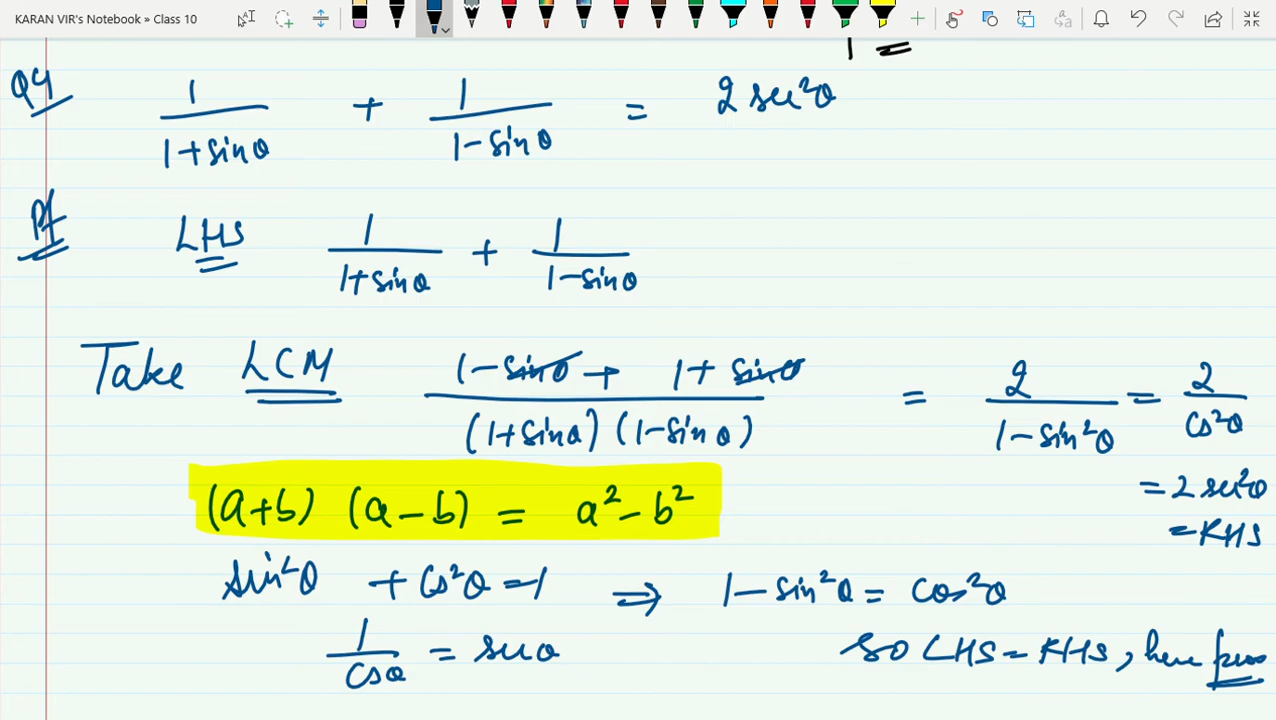 KARAN VIR's Notebook » Class 10
Q4 1/(1+sinθ) + 1/(1-sinθ) = 2 sec²θ
Pf LHS 1/(1+sinθ) + 1/(1-sinθ)
Take LCM (1-sinθ + 1+sinθ)/((1+sinθ)(1-sinθ)) = 2/(1-sin²θ) = 2/cos²θ
= 2 sec²θ
= RHS
(a+b) (a-b) = a²-b²
sin²θ + cos²θ = 1 ⇒ 1-sin²θ = cos²θ
1/cosθ = secθ
so LHS = RHS, hence